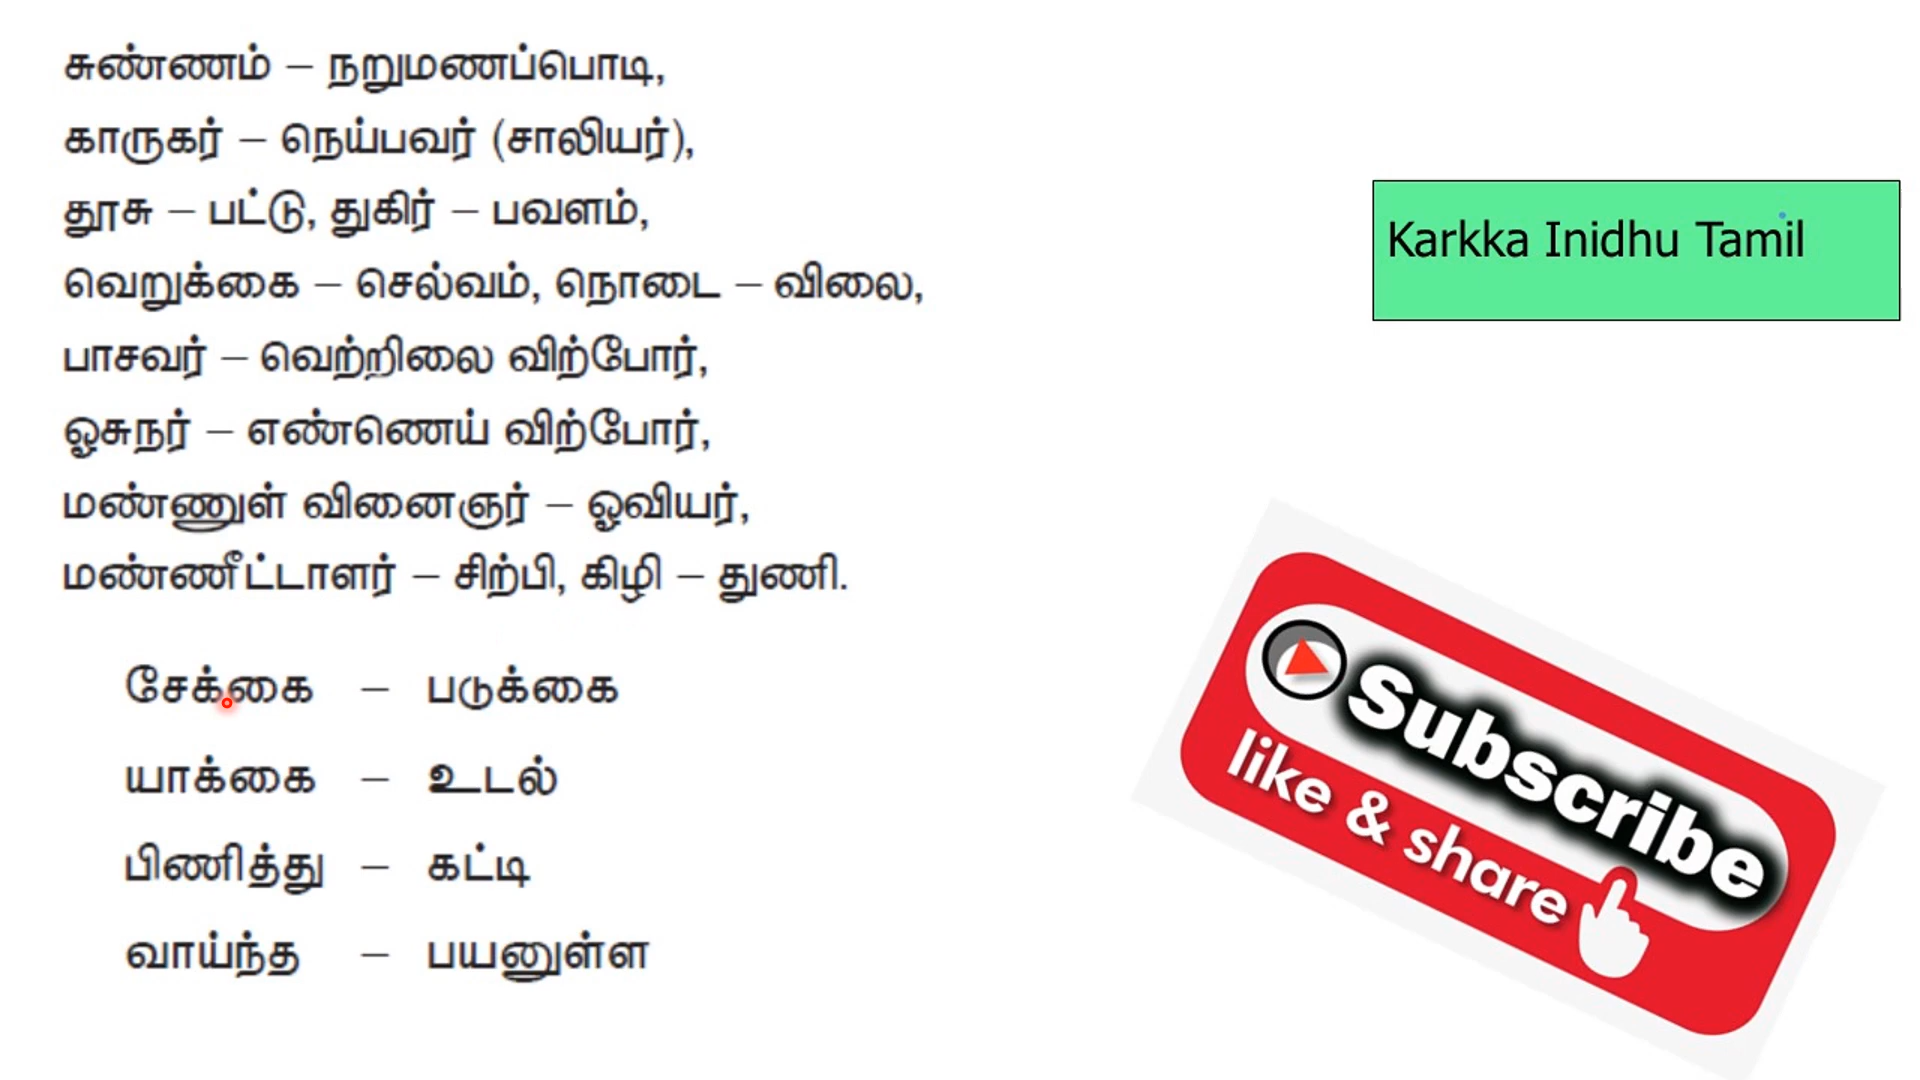 சுண்ணம் – நறுமணப்பொடி,
காருகர் – நெய்பவர் (சாலியர்),
தூசு – பட்டு, துகிர் – பவளம்,
வெறுக்கை – செல்வம், நொடை – விலை,
பாசவர் – வெற்றிலை விற்போர்,
ஓசுநர் – எண்ணெய் விற்போர்,
மண்ணுள் வினைஞர் – ஓவியர்,
மண்ணீட்டாளர் – சிற்பி, கிழி – துணி.
சேக்கை – படுக்கை
யாக்கை – உடல்
பிணித்து – கட்டி
வாய்ந்த – பயனுள்ள
Karkka Inidhu Tamil
Subscribe
like & share